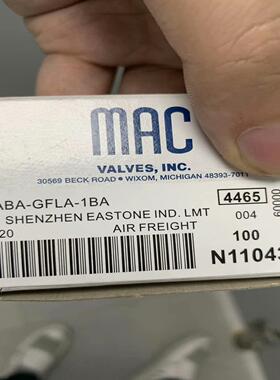 MAC
VALVES, INC.
30569 BECK ROAD • WIXOM, MICHIGAN 48393-7011
ABA-GFLA-1BA
4465
SHENZHEN EASTONE IND. LMT
004
20
AIR FREIGHT
100
N11043